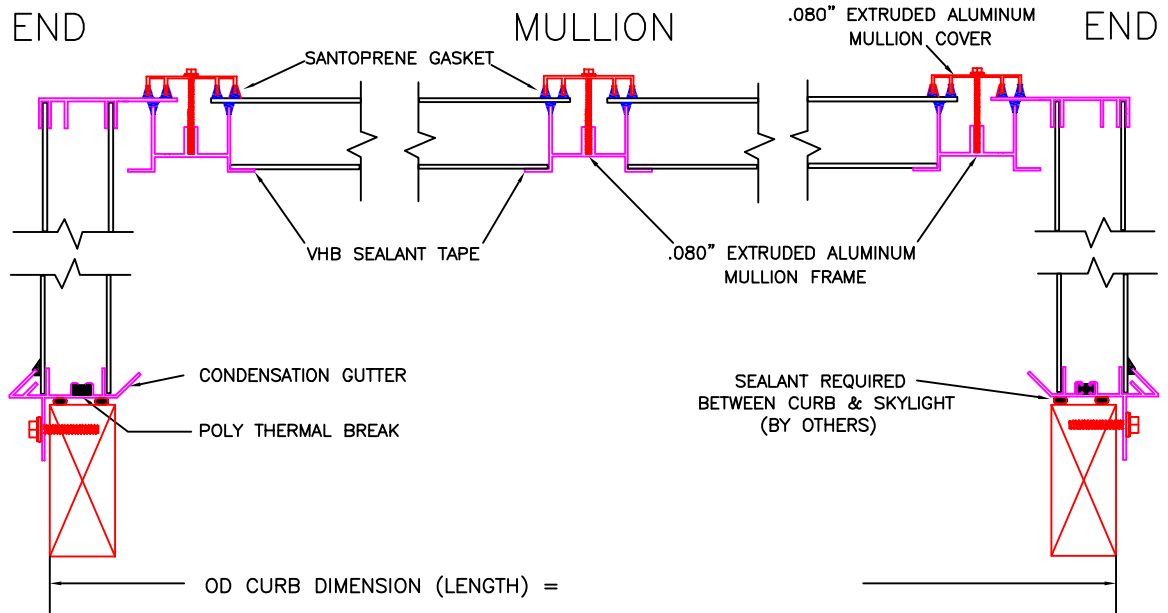 END
MULLION
.080” EXTRUDED ALUMINUM
MULLION COVER
END
SANTOPRENE GASKET
VHB SEALANT TAPE
.080” EXTRUDED ALUMINUM
MULLION FRAME
CONDENSATION GUTTER
POLY THERMAL BREAK
SEALANT REQUIRED
BETWEEN CURB & SKYLIGHT
(BY OTHERS)
OD CURB DIMENSION (LENGTH) =